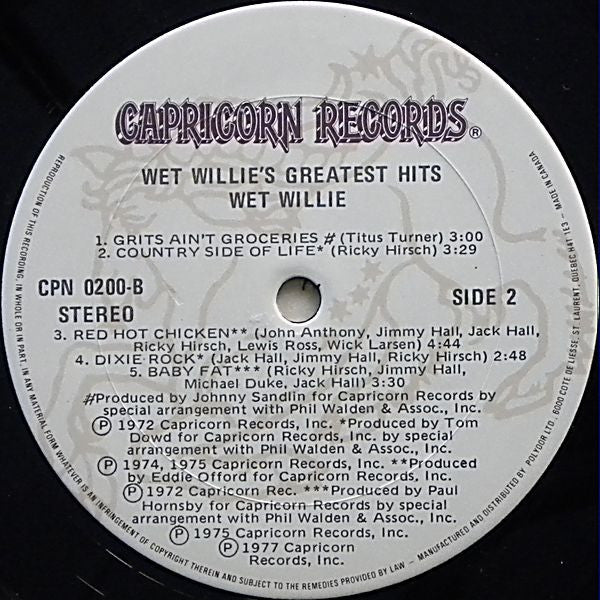 CAPRICORN RECORDS®
WET WILLIE'S GREATEST HITS
WET WILLIE
1. GRITS AIN'T GROCERIES # (Titus Turner) 3:00
2. COUNTRY SIDE OF LIFE* (Ricky Hirsch) 3:29
CPN 0200-B
STEREO
SIDE 2
3. RED HOT CHICKEN** (John Anthony, Jimmy Hall, Jack Hall,
Ricky Hirsch, Lewis Ross, Wick Larsen) 4:44
4. DIXIE ROCK* (Jack Hall, Jimmy Hall, Ricky Hirsch) 2:48
5. BABY FAT*** (Ricky Hirsch, Jimmy Hall,
Michael Duke, Jack Hall) 3:30
#Produced by Johnny Sandlin for Capricorn Records by
special arrangement with Phil Walden & Assoc., Inc.
Ⓟ 1972 Capricorn Records, Inc. *Produced by Tom
Dowd for Capricorn Records, Inc. by special
arrangement with Phil Walden & Assoc., Inc.
Ⓟ 1974, 1975 Capricorn Records, Inc. **Produced
by Eddie Offord for Capricorn Records, Inc.
Ⓟ 1972 Capricorn Rec. ***Produced by Paul
Hornsby for Capricorn Records by special
arrangement with Phil Walden & Assoc., Inc.
Ⓟ 1975 Capricorn Records, Inc.
Ⓟ 1977 Capricorn
Records, Inc.
REPRODUCTION OF THIS RECORDING, IN WHOLE OR IN PART, IN ANY MATERIAL FORM WHATEVER IS AN INFRINGEMENT OF COPYRIGHT THEREIN AND SUBJECT TO THE REMEDIES PROVIDED BY LAW – MANUFACTURED AND DISTRIBUTED BY POLYDOR LTD., 6000 COTE DE LIESSE, ST. LAURENT, QUEBEC H4T 1E3 – MADE IN CANADA